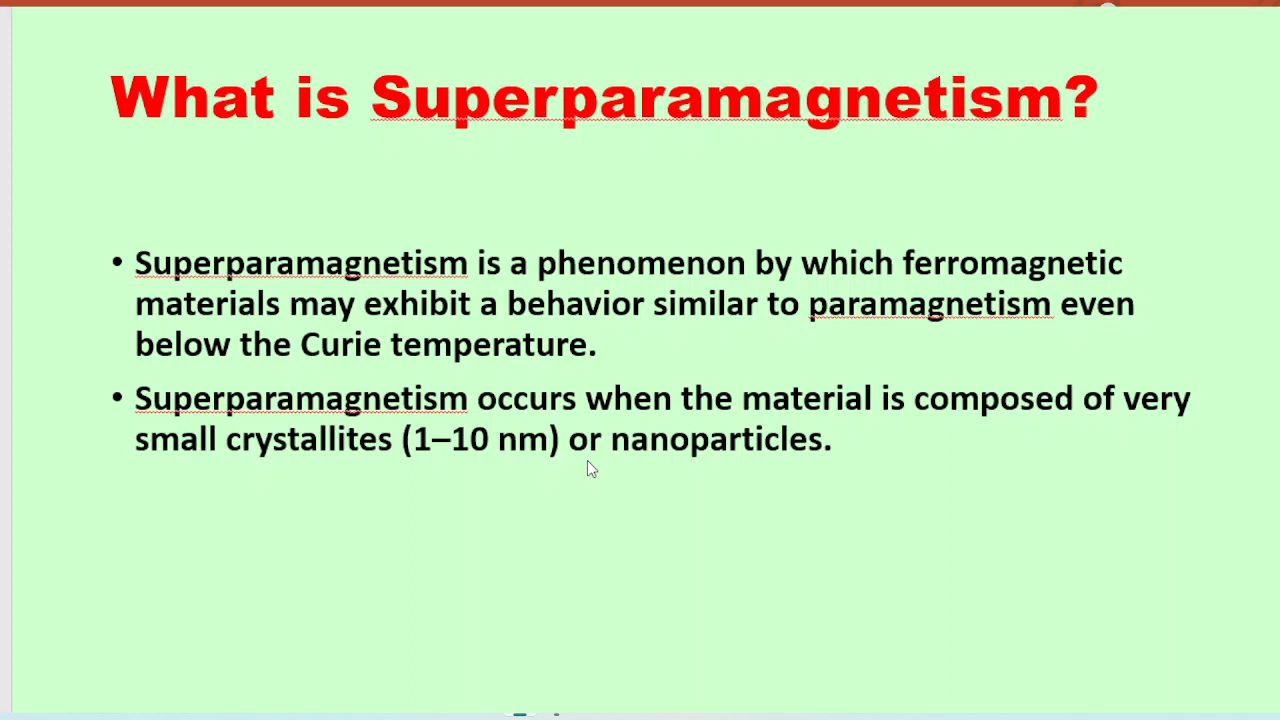 What is Superparamagnetism?
• Superparamagnetism is a phenomenon by which ferromagnetic
materials may exhibit a behavior similar to paramagnetism even
below the Curie temperature.
• Superparamagnetism occurs when the material is composed of very
small crystallites (1–10 nm) or nanoparticles.